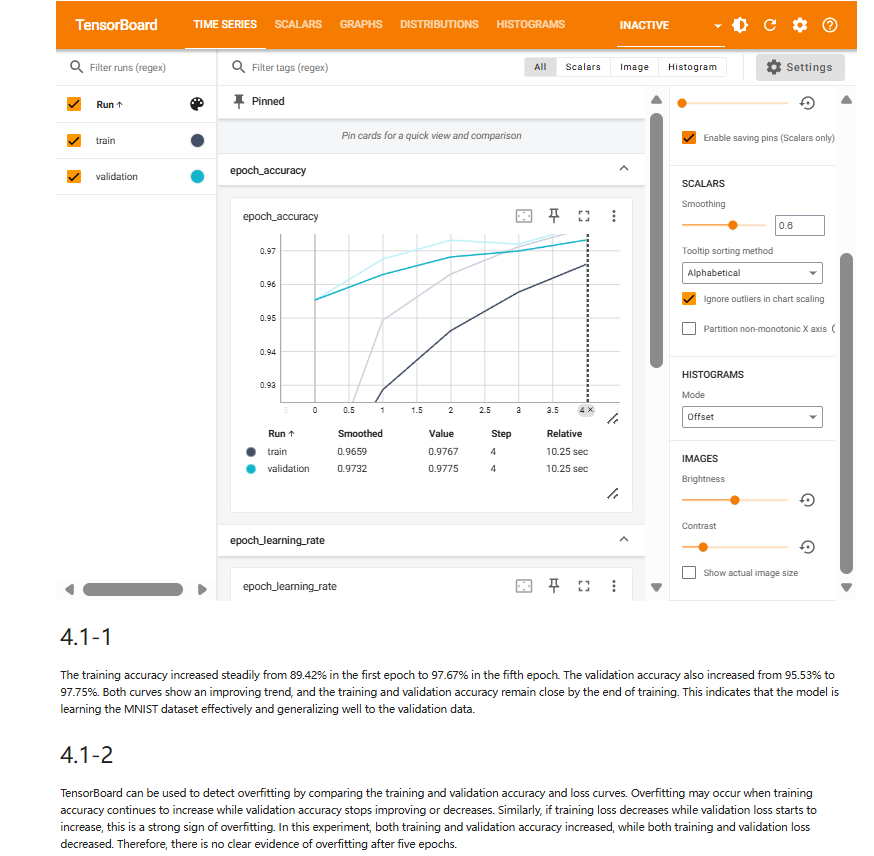 TensorBoard TIME SERIES SCALARS GRAPHS DISTRIBUTIONS HISTOGRAMS INACTIVE
Filter runs (regex)
Filter tags (regex)
All Scalars Image Histogram
Settings
Run
train
validation
Pinned
Pin cards for a quick view and comparison
epoch_accuracy
epoch_accuracy
0.97
0.96
0.95
0.94
0.93
5 0 0.5 1 1.5 2 2.5 3 3.5 4
Run Smoothed Value Step Relative
train 0.9659 0.9767 4 10.25 sec
validation 0.9732 0.9775 4 10.25 sec
epoch_learning_rate
epoch_learning_rate
Enable saving pins (Scalars only)
SCALARS
Smoothing
0.6
Tooltip sorting method
Alphabetical
Ignore outliers in chart scaling
Partition non-monotonic X axis
HISTOGRAMS
Mode
Offset
IMAGES
Brightness
Contrast
Show actual image size
4.1-1
The training accuracy increased steadily from 89.42% in the first epoch to 97.67% in the fifth epoch. The validation accuracy also increased from 95.53% to
97.75%. Both curves show an improving trend, and the training and validation accuracy remain close by the end of training. This indicates that the model is
learning the MNIST dataset effectively and generalizing well to the validation data.
4.1-2
TensorBoard can be used to detect overfitting by comparing the training and validation accuracy and loss curves. Overfitting may occur when training
accuracy continues to increase while validation accuracy stops improving or decreases. Similarly, if training loss decreases while validation loss starts to
increase, this is a strong sign of overfitting. In this experiment, both training and validation accuracy increased, while both training and validation loss
decreased. Therefore, there is no clear evidence of overfitting after five epochs.